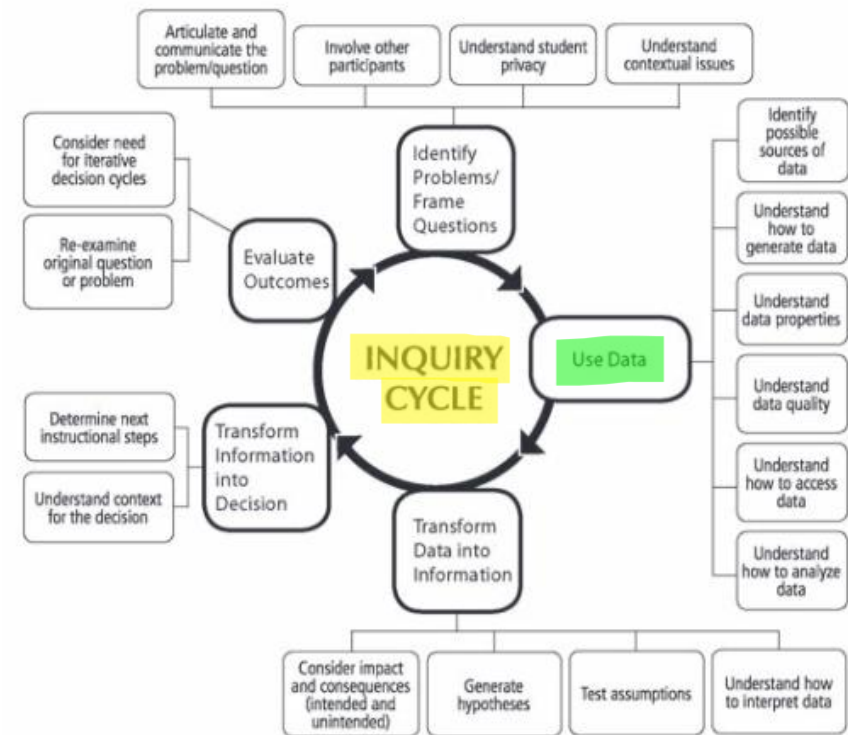 Articulate and
communicate the
problem/question
Involve other
participants
Understand student
privacy
Understand
contextual issues
Identify
Problems/
Frame
Questions
Identify
possible
sources of
data
Understand
how to
generate data
Understand
data properties
Understand
data quality
Understand
how to access
data
Understand
how to analyze
data
Use Data
INQUIRY
CYCLE
Consider need
for iterative
decision cycles
Re-examine
original question
or problem
Evaluate
Outcomes
Determine next
instructional steps
Understand context
for the decision
Transform
Information
into
Decision
Transform
Data into
Information
Consider impact
and consequences
(intended and
unintended)
Generate
hypotheses
Test assumptions
Understand how
to interpret data